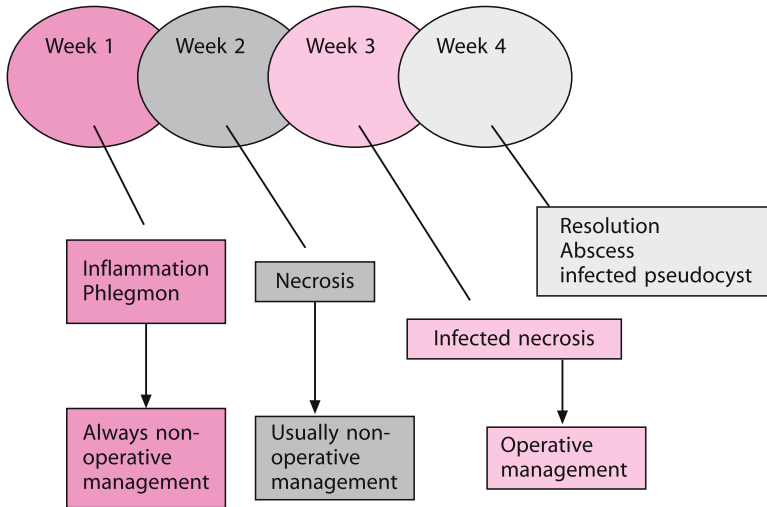 Week 1
Week 2
Week 3
Week 4
Resolution
Abscess
infected pseudocyst
Inflammation
Phlegmon
Necrosis
Infected necrosis
Always non-
operative
management
Usually non-
operative
management
Operative
management